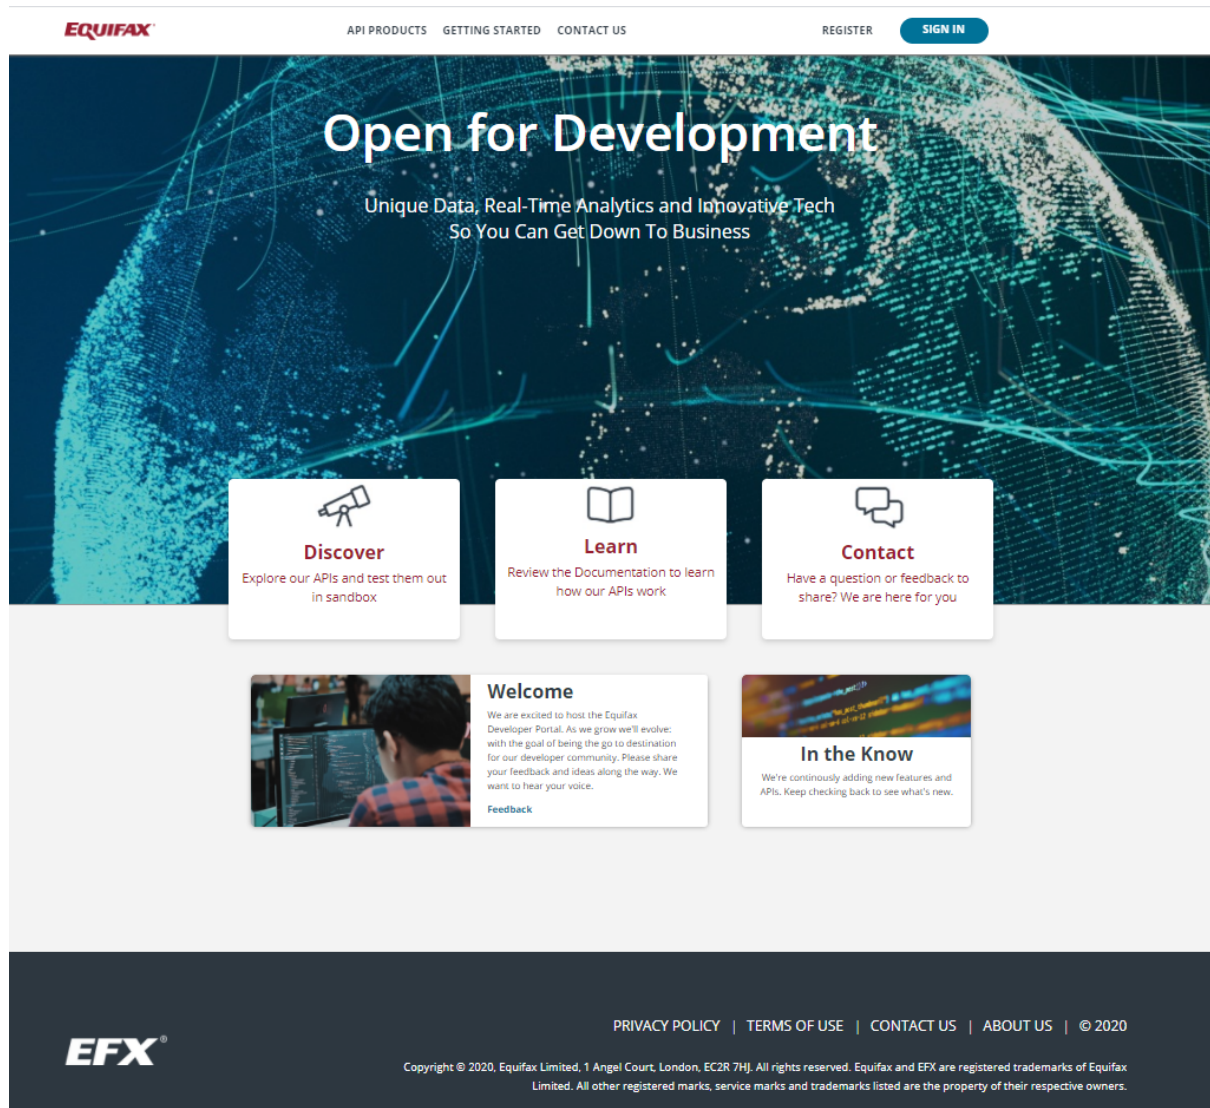 EQUIFAX
API PRODUCTS GETTING STARTED CONTACT US
REGISTER SIGN IN
Open for Development
Unique Data, Real-Time Analytics and Innovative Tech
So You Can Get Down To Business
Discover
Explore our APIs and test them out
in sandbox
Learn
Review the Documentation to learn
how our APIs work
Contact
Have a question or feedback to
share? We are here for you
Welcome
We are excited to host the Equifax
Developer Portal. As we grow we'll evolve:
with the goal of being the go to destination
for our developer community. Please share
your feedback and ideas along the way. We
want to hear your voice.
Feedback
In the Know
We're continously adding new features and
APIs. Keep checking back to see what's new.
EFX®
PRIVACY POLICY | TERMS OF USE | CONTACT US | ABOUT US | © 2020
Copyright © 2020, Equifax Limited, 1 Angel Court, London, EC2R 7HJ. All rights reserved. Equifax and EFX are registered trademarks of Equifax
Limited. All other registered marks, service marks and trademarks listed are the property of their respective owners.